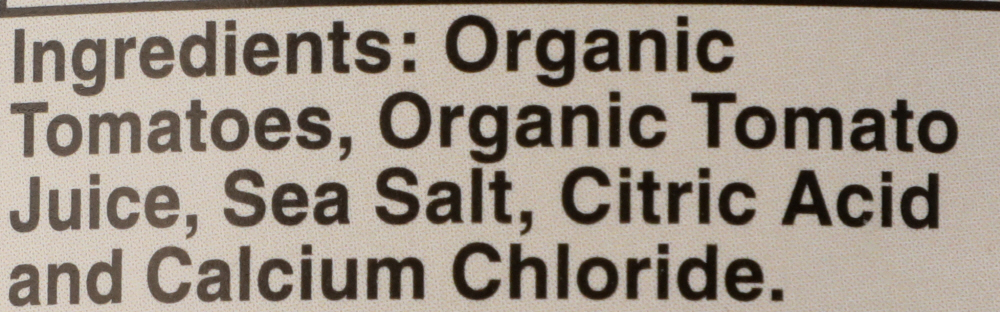 Ingredients: Organic
Tomatoes, Organic Tomato
Juice, Sea Salt, Citric Acid
and Calcium Chloride.